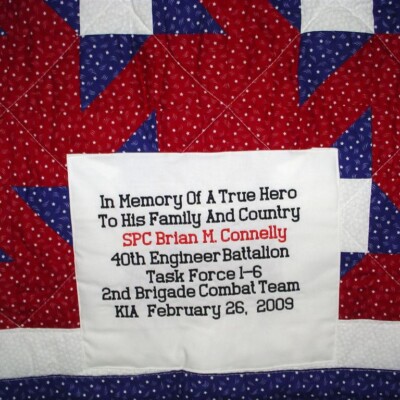 In Memory Of A True Hero
To His Family And Country
SPC Brian M. Connelly
40th Engineer Battalion
Task Force 1-6
2nd Brigade Combat Team
KIA February 26, 2009